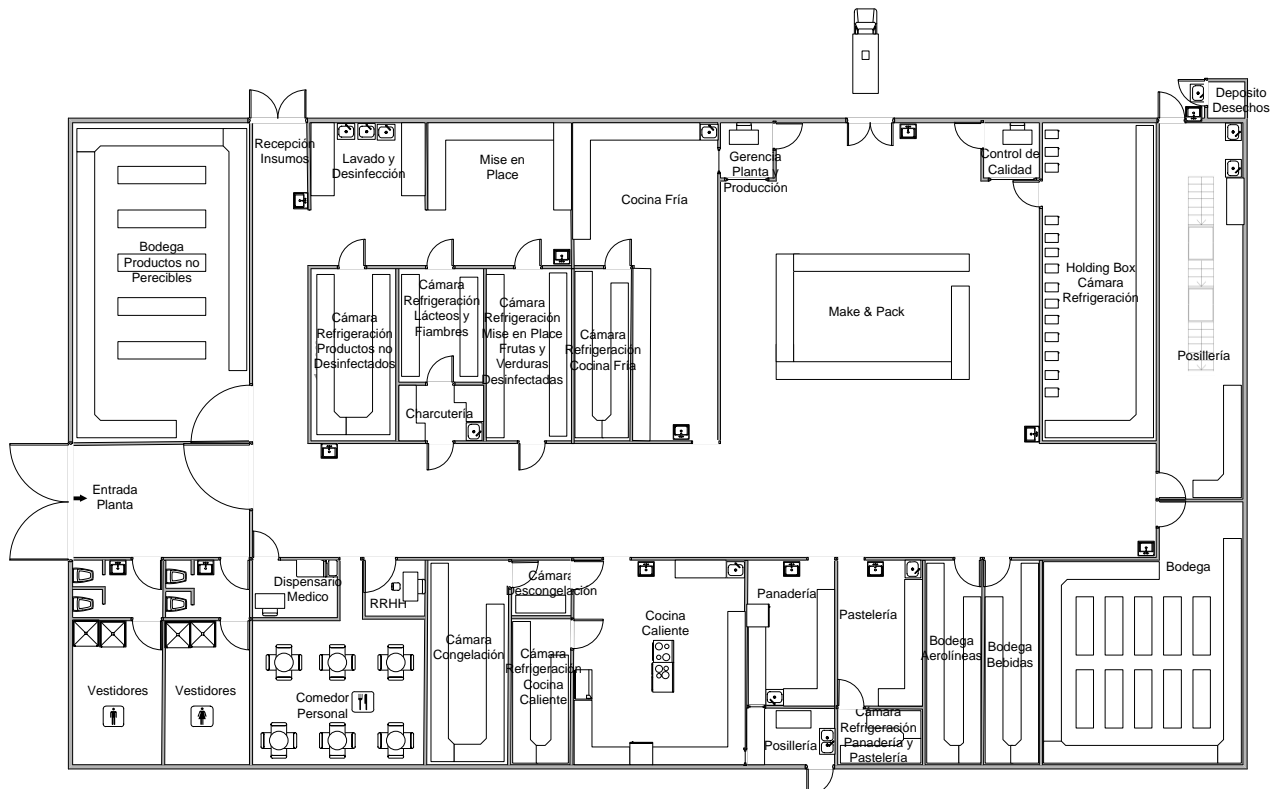 Deposito
Desechos
Recepción
Insumos
Lavado y
Desinfección
Mise en
Place
Gerencia
Planta y
Producción
Control de
Calidad
Cocina Fría
Bodega
Productos no
Perecibles
Cámara
Refrigeración
Productos no
Desinfectados
Cámara
Refrigeración
Lácteos y
Fiambres
Cámara
Refrigeración
Mise en Place
Frutas y
Verduras
Desinfectadas
Cámara
Refrigeración
Cocina Fría
Make & Pack
Holding Box
Cámara
Refrigeración
Posillería
Charcutería
Entrada
Planta
Dispensario
Medico
RRHH
Cámara
Descongelación
Panadería
Pastelería
Bodega
Cocina
Caliente
Cámara
Congelación
Cámara
Refrigeración
Cocina
Caliente
Bodega
Aerolíneas
Bodega
Bebidas
Vestidores
Vestidores
Comedor
Personal
Posillería
Cámara
Refrigeración
Panadería y
Pastelería